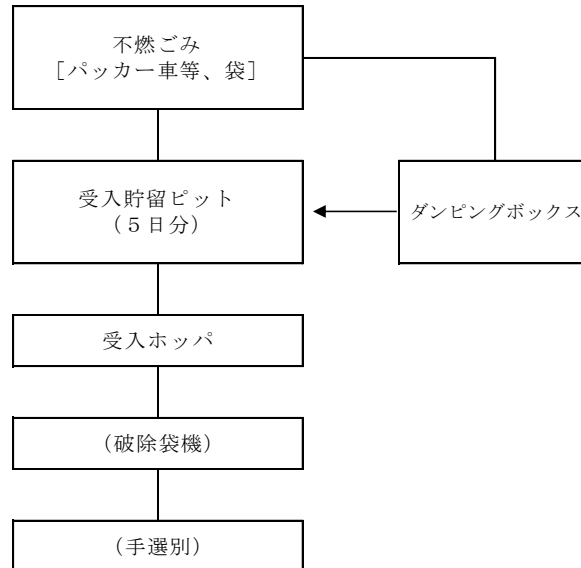 不燃ごみ
［パッカー車等、袋］
受入貯留ピット
（５日分）
ダンピングボックス
受入ホッパ
（破除袋機）
（手選別）